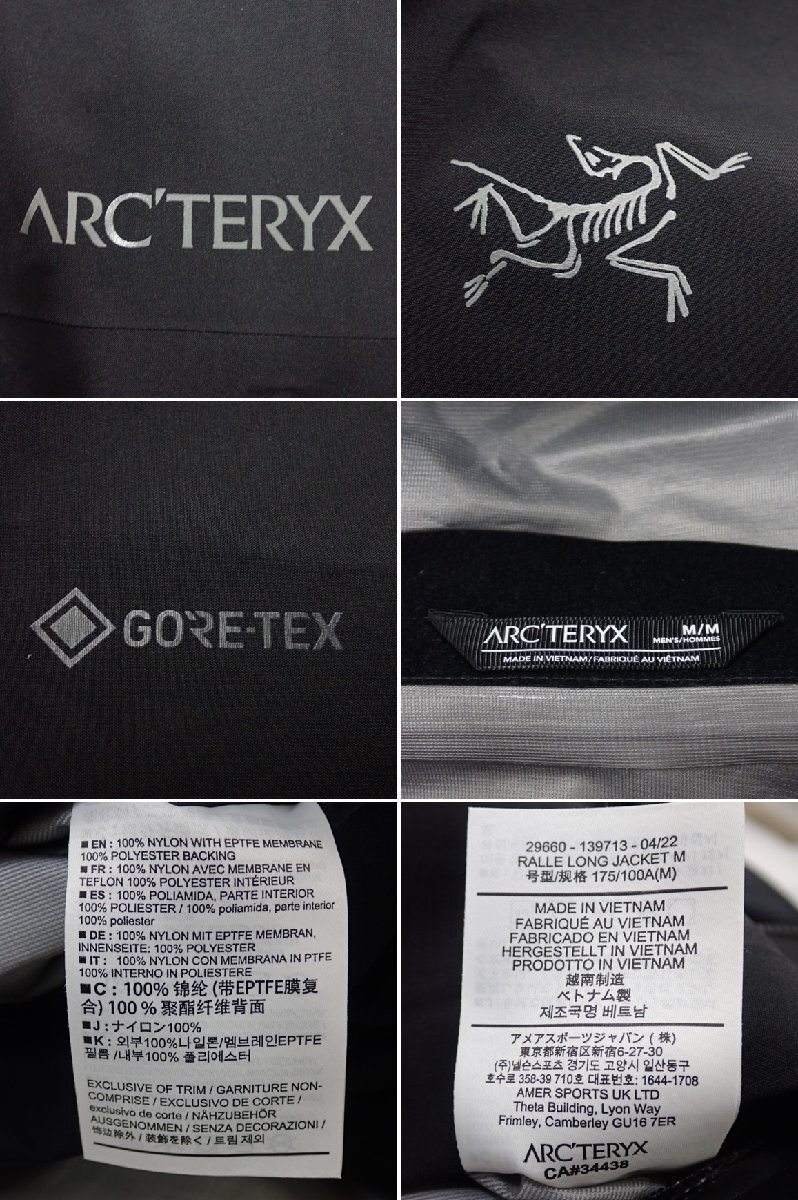 ARC'TERYX
GORE-TEX
ARC'TERYX M/M
MEN'S/HOMMES
MADE IN VIETNAM/FABRIQUÉ AU VIÊTNAM
■ EN : 100% NYLON WITH EPTFE MEMBRANE
100% POLYESTER BACKING
■ FR : 100% NYLON AVEC MEMBRANE EN
TEFLON 100% POLYESTER INTÉRIEUR
■ ES : 100% POLIAMIDA, PARTE INTERIOR
100% POLIESTER / 100% poliamida, parte interior
100% poliester
■ DE : 100% NYLON MIT EPTFE MEMBRAN,
INNENSEITE: 100% POLYESTER
■ IT : 100% NYLON CON MEMBRANA IN PTFE
100% INTERNO IN POLIESTERE
■ C : 100% 锦纶 (带EPTFE膜复
合) 100% 聚酯纤维背面
■ J : ナイロン100%
■ K : 외부100%나일론/멤브레인EPTFE
필름/내부100% 폴리에스터
EXCLUSIVE OF TRIM / GARNITURE NON-
COMPRISE / EXCLUSIVO DE CORTE /
exclusivo de corte / NÄHZUBEHÖR
AUSGENOMMEN / SENZA DECORAZIONI /
饰边除外 / 装飾を除く / 트림 제외
29660 - 139713 - 04/22
RALLE LONG JACKET M
号型/规格 175/100A(M)
MADE IN VIETNAM
FABRIQUÉ AU VIETNAM
FABRICADO EN VIETNAM
HERGESTELLT IN VIETNAM
PRODOTTO IN VIETNAM
越南制造
ベトナム製
제조국명 베트남
アメアスポーツジャパン (株)
東京都新宿区新宿6-27-30
(주)넬슨스포츠 경기도 고양시 일산동구
호수로 358-39 710호 대표번호: 1644-1708
AMER SPORTS UK LTD
Theta Building, Lyon Way
Frimley, Camberley GU16 7ER
ARC'TERYX
CA#34438